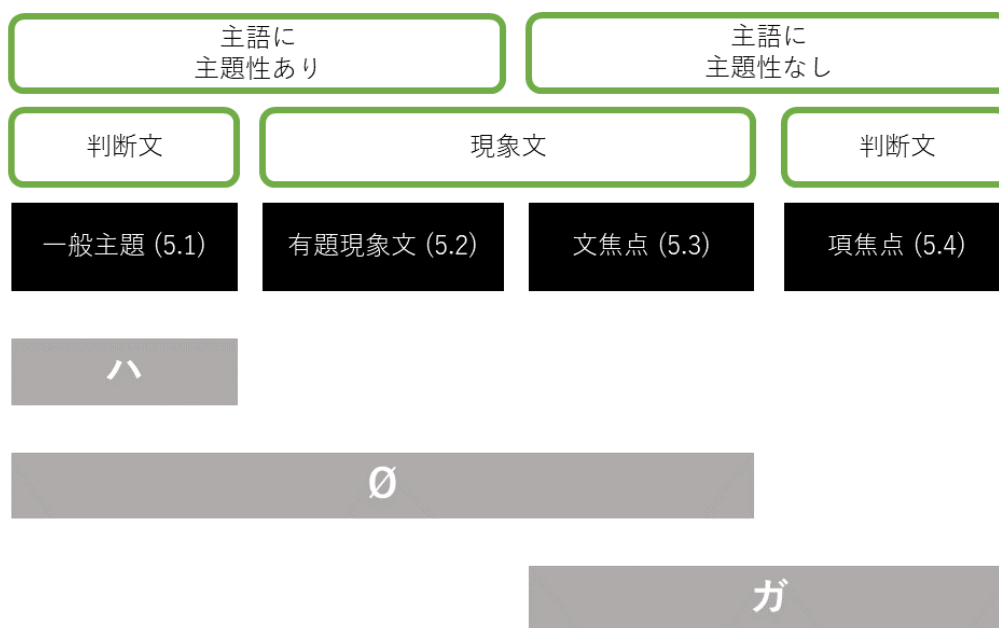 主語に
主題性あり
主語に
主題性なし
判断文
現象文
判断文
一般主題 (5.1)
有題現象文 (5.2)
文焦点 (5.3)
項焦点 (5.4)
ハ
Ø
ガ